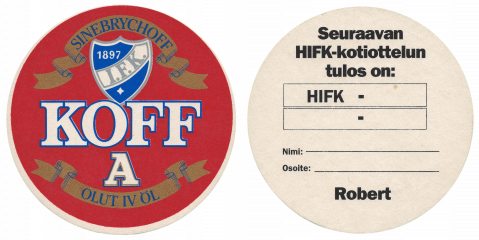 SINEBRYCHOFF
1897
I.F.K.
KOFF
A
OLUT IV ÖL
Seuraavan
HIFK-kotiottelun
tulos on:
HIFK -
-
Nimi:
Osoite:
Robert